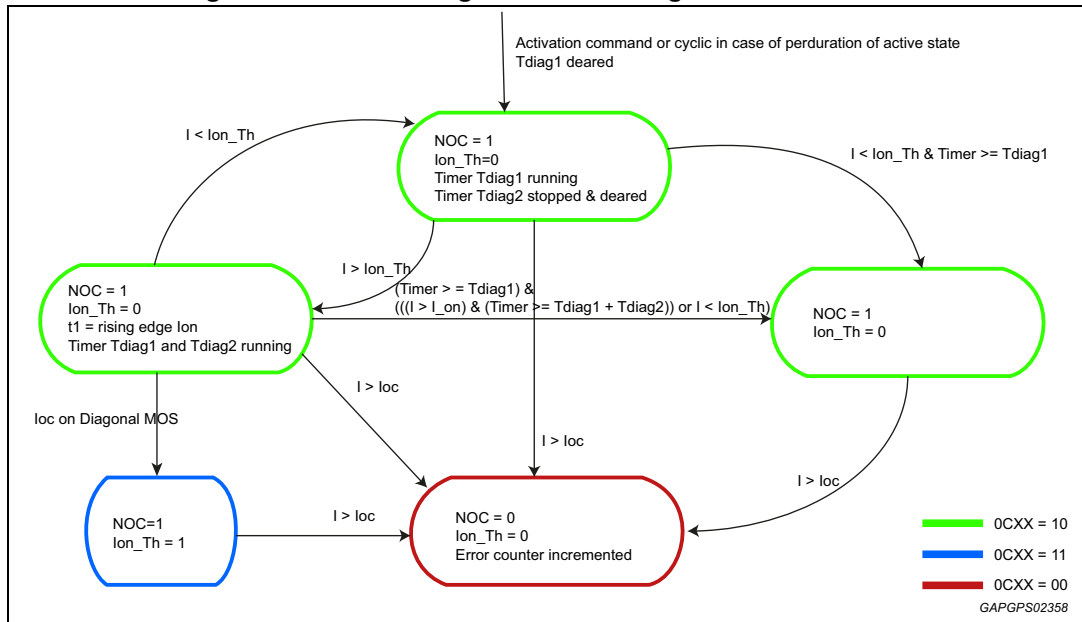 Activation command or cyclic in case of perduration of active state
Tdiag1 deared
I < Ion_Th
NOC = 1
Ion_Th=0
Timer Tdiag1 running
Timer Tdiag2 stopped & deared
I < Ion_Th & Timer >= Tdiag1
I > Ion_Th
(Timer >= Tdiag1) &
(((I > I_on) & (Timer >= Tdiag1 + Tdiag2)) or I < Ion_Th)
NOC = 1
Ion_Th = 0
t1 = rising edge Ion
Timer Tdiag1 and Tdiag2 running
NOC = 1
Ion_Th = 0
Ioc on Diagonal MOS
I > Ioc
I > Ioc
I > Ioc
NOC=1
Ion_Th = 1
I > Ioc
NOC = 0
Ion_Th = 0
Error counter incremented
0CXX = 10
0CXX = 11
0CXX = 00
GAPGPS02358